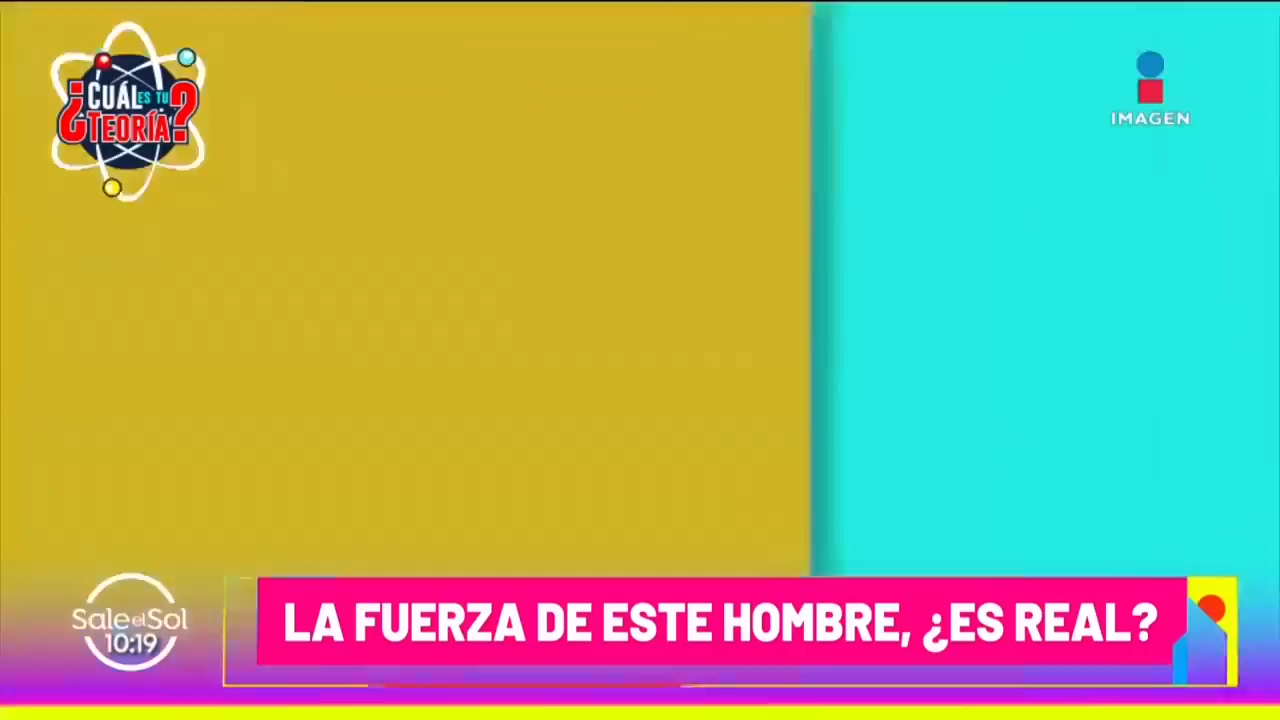 ¿CUÁL ES TU
TEORÍA?
IMAGEN
LA FUERZA DE ESTE HOMBRE, ¿ES REAL?
Sale el Sol
10:19